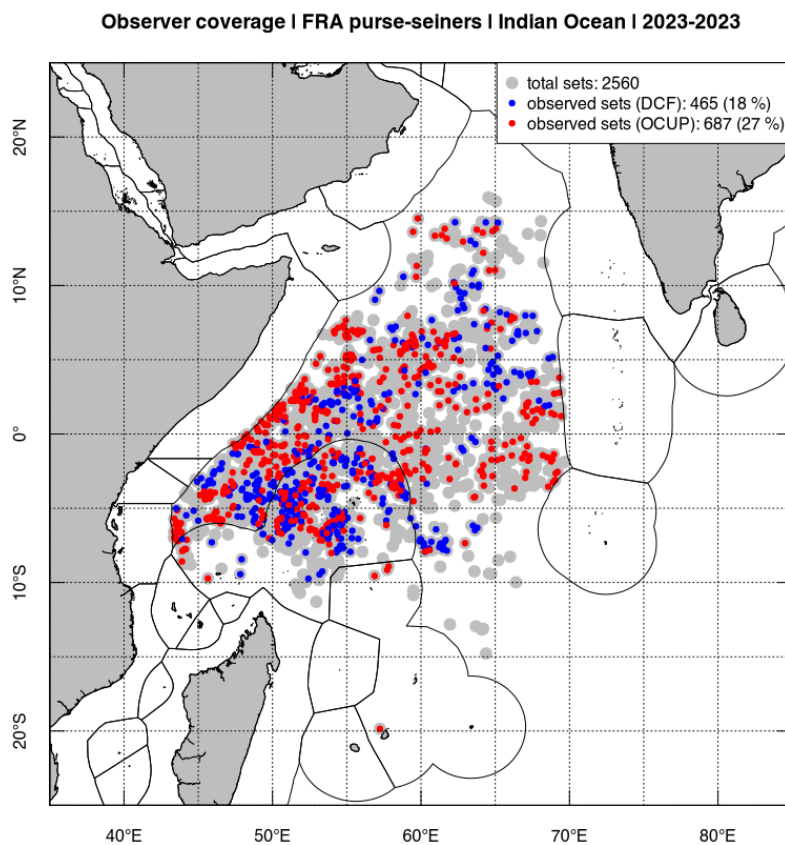 Observer coverage I FRA purse-seiners I Indian Ocean I 2023-2023
total sets: 2560
observed sets (DCF): 465 (18 %)
observed sets (OCUP): 687 (27 %)
20°N
10°N
0°
10°S
20°S
40°E 50°E 60°E 70°E 80°E